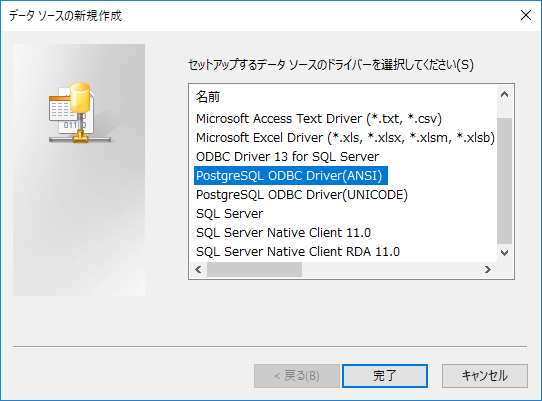 データ ソースの新規作成
セットアップするデータ ソースのドライバーを選択してください(S)
名前
Microsoft Access Text Driver (*.txt, *.csv)
Microsoft Excel Driver (*.xls, *.xlsx, *.xlsm, *.xlsb)
ODBC Driver 13 for SQL Server
PostgreSQL ODBC Driver(ANSI)
PostgreSQL ODBC Driver(UNICODE)
SQL Server
SQL Server Native Client 11.0
SQL Server Native Client RDA 11.0
< 戻る(B)
完了
キャンセル